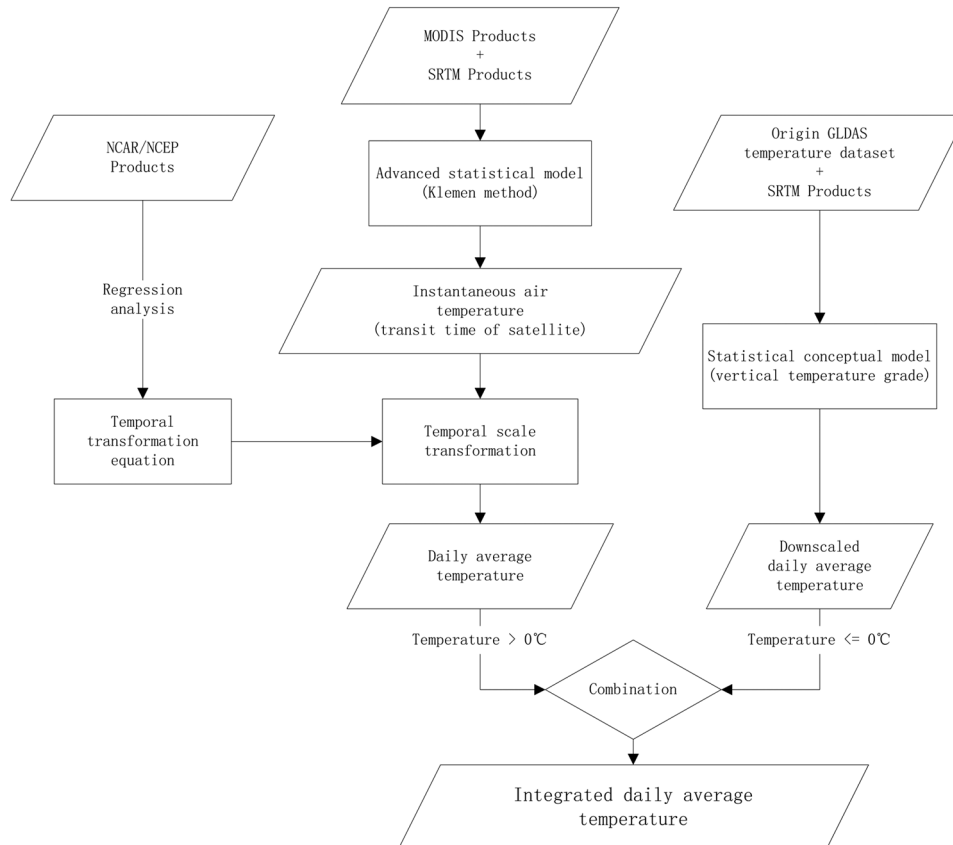 MODIS Products
+
SRTM Products
NCAR/NCEP
Products
Origin GLDAS
temperature dataset
+
SRTM Products
Advanced statistical model
(Klemen method)
Regression
analysis
Instantaneous air
temperature
(transit time of satellite)
Statistical conceptual model
(vertical temperature grade)
Temporal
transformation
equation
Temporal scale
transformation
Daily average
temperature
Downscaled
daily average
temperature
Temperature > 0℃
Temperature <= 0℃
Combination
Integrated daily average
temperature